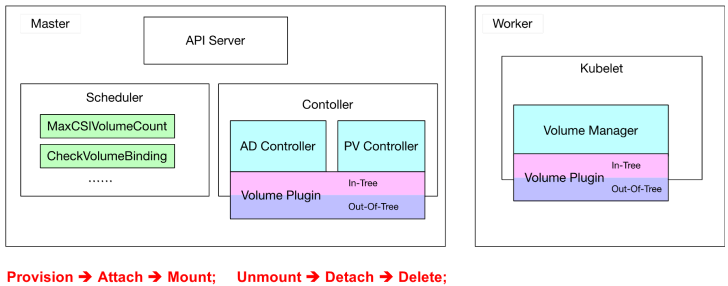 Master
API Server
Scheduler
MaxCSIVolumeCount
CheckVolumeBinding
......
Contoller
AD Controller
PV Controller
Volume Plugin
In-Tree
Out-Of-Tree
Worker
Kubelet
Volume Manager
Volume Plugin
In-Tree
Out-Of-Tree
Provision ➔ Attach ➔ Mount; Unmount ➔ Detach ➔ Delete;